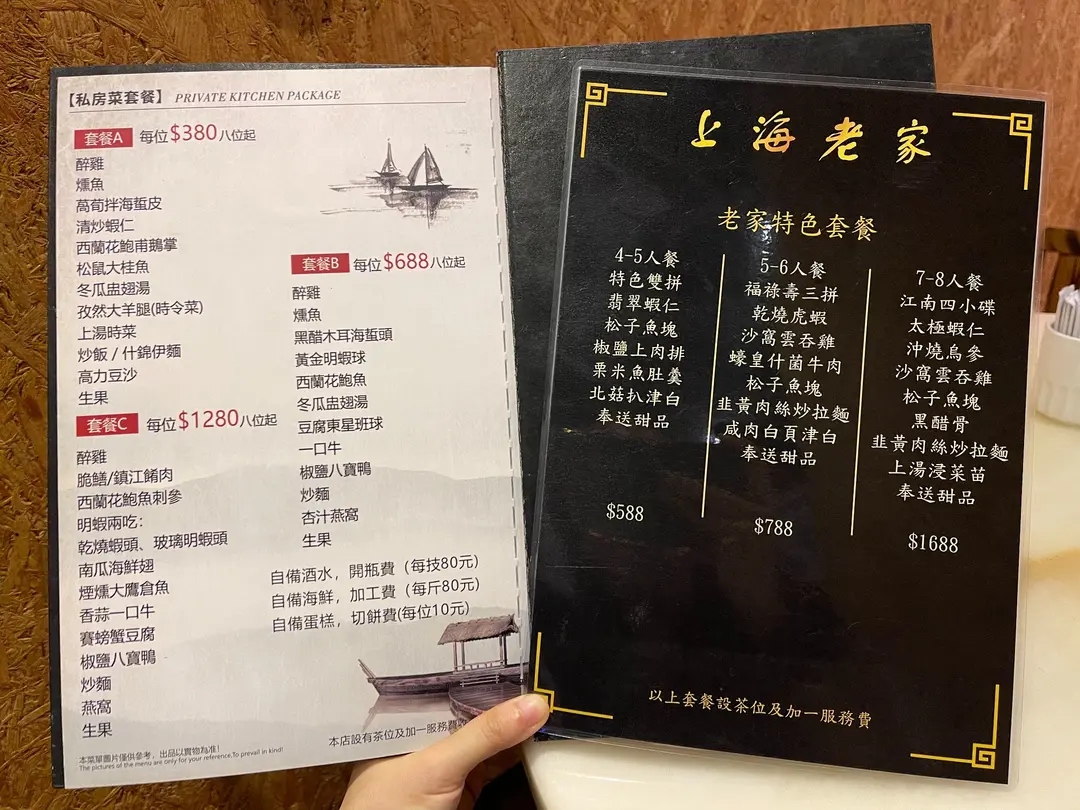 【私房菜套餐】 PRIVATE KITCHEN PACKAGE
套餐A 每位$380八位起
醉雞
燻魚
萵筍拌海蜇皮
清炒蝦仁
西蘭花鮑甫鵝掌
松鼠大桂魚
冬瓜盅翅湯
孜然大羊腿(時令菜)
上湯時菜
炒飯 / 什錦伊麵
高力豆沙
生果
套餐B 每位$688八位起
醉雞
燻魚
黑醋木耳海蜇頭
黃金明蝦球
西蘭花鮑魚
冬瓜盅翅湯
豆腐東星班球
一口牛
椒鹽八寶鴨
炒麵
杏汁燕窩
生果
套餐C 每位$1280八位起
醉雞
脆鱔/鎮江餚肉
西蘭花鮑魚刺參
明蝦兩吃：
乾燒蝦頭、玻璃明蝦頭
南瓜海鮮翅
煙燻大鷹倉魚
香蒜一口牛
賽螃蟹豆腐
椒鹽八寶鴨
炒麵
燕窩
生果
自備酒水，開瓶費（每技80元）
自備海鮮，加工費（每斤80元）
自備蛋糕，切餅費(每位10元）
本店設有茶位及加一服務費
本菜單圖片僅供參考，出品以實物為准!
The pictures of the menu are only for your reference.To prevail in kind!
上海老家
老家特色套餐
4-5人餐
特色雙拼
翡翠蝦仁
松子魚塊
椒鹽上肉排
栗米魚肚羹
北菇扒津白
奉送甜品
$588
5-6人餐
福祿壽三拼
乾燒虎蝦
沙窩雲吞雞
蠔皇什菌牛肉
松子魚塊
韭黃肉絲炒拉麵
咸肉白頁津白
奉送甜品
$788
7-8人餐
江南四小碟
太極蝦仁
沖燒烏參
沙窩雲吞雞
松子魚塊
黑醋骨
韭黃肉絲炒拉麵
上湯浸菜苗
奉送甜品
$1688
以上套餐設茶位及加一服務費